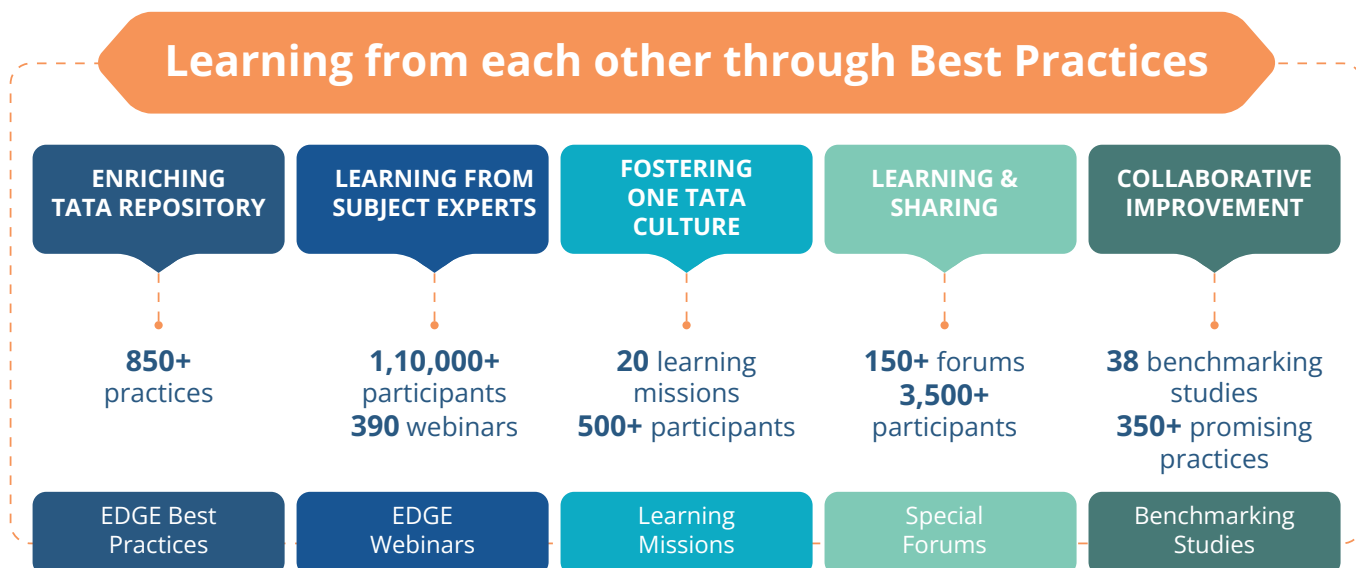 Learning from each other through Best Practices
ENRICHING
TATA REPOSITORY
850+
practices
EDGE Best
Practices
LEARNING FROM
SUBJECT EXPERTS
1,10,000+
participants
390 webinars
EDGE
Webinars
FOSTERING
ONE TATA
CULTURE
20 learning
missions
500+ participants
Learning
Missions
LEARNING &
SHARING
150+ forums
3,500+
participants
Special
Forums
COLLABORATIVE
IMPROVEMENT
38 benchmarking
studies
350+ promising
practices
Benchmarking
Studies